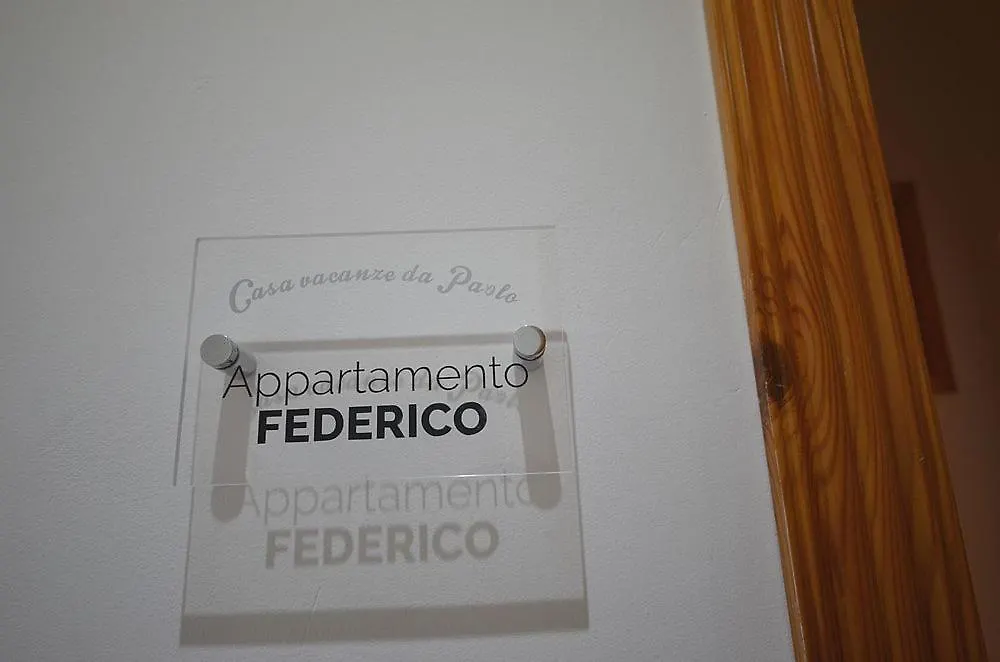 Casa vacanze da Paolo
Appartamento
FEDERICO